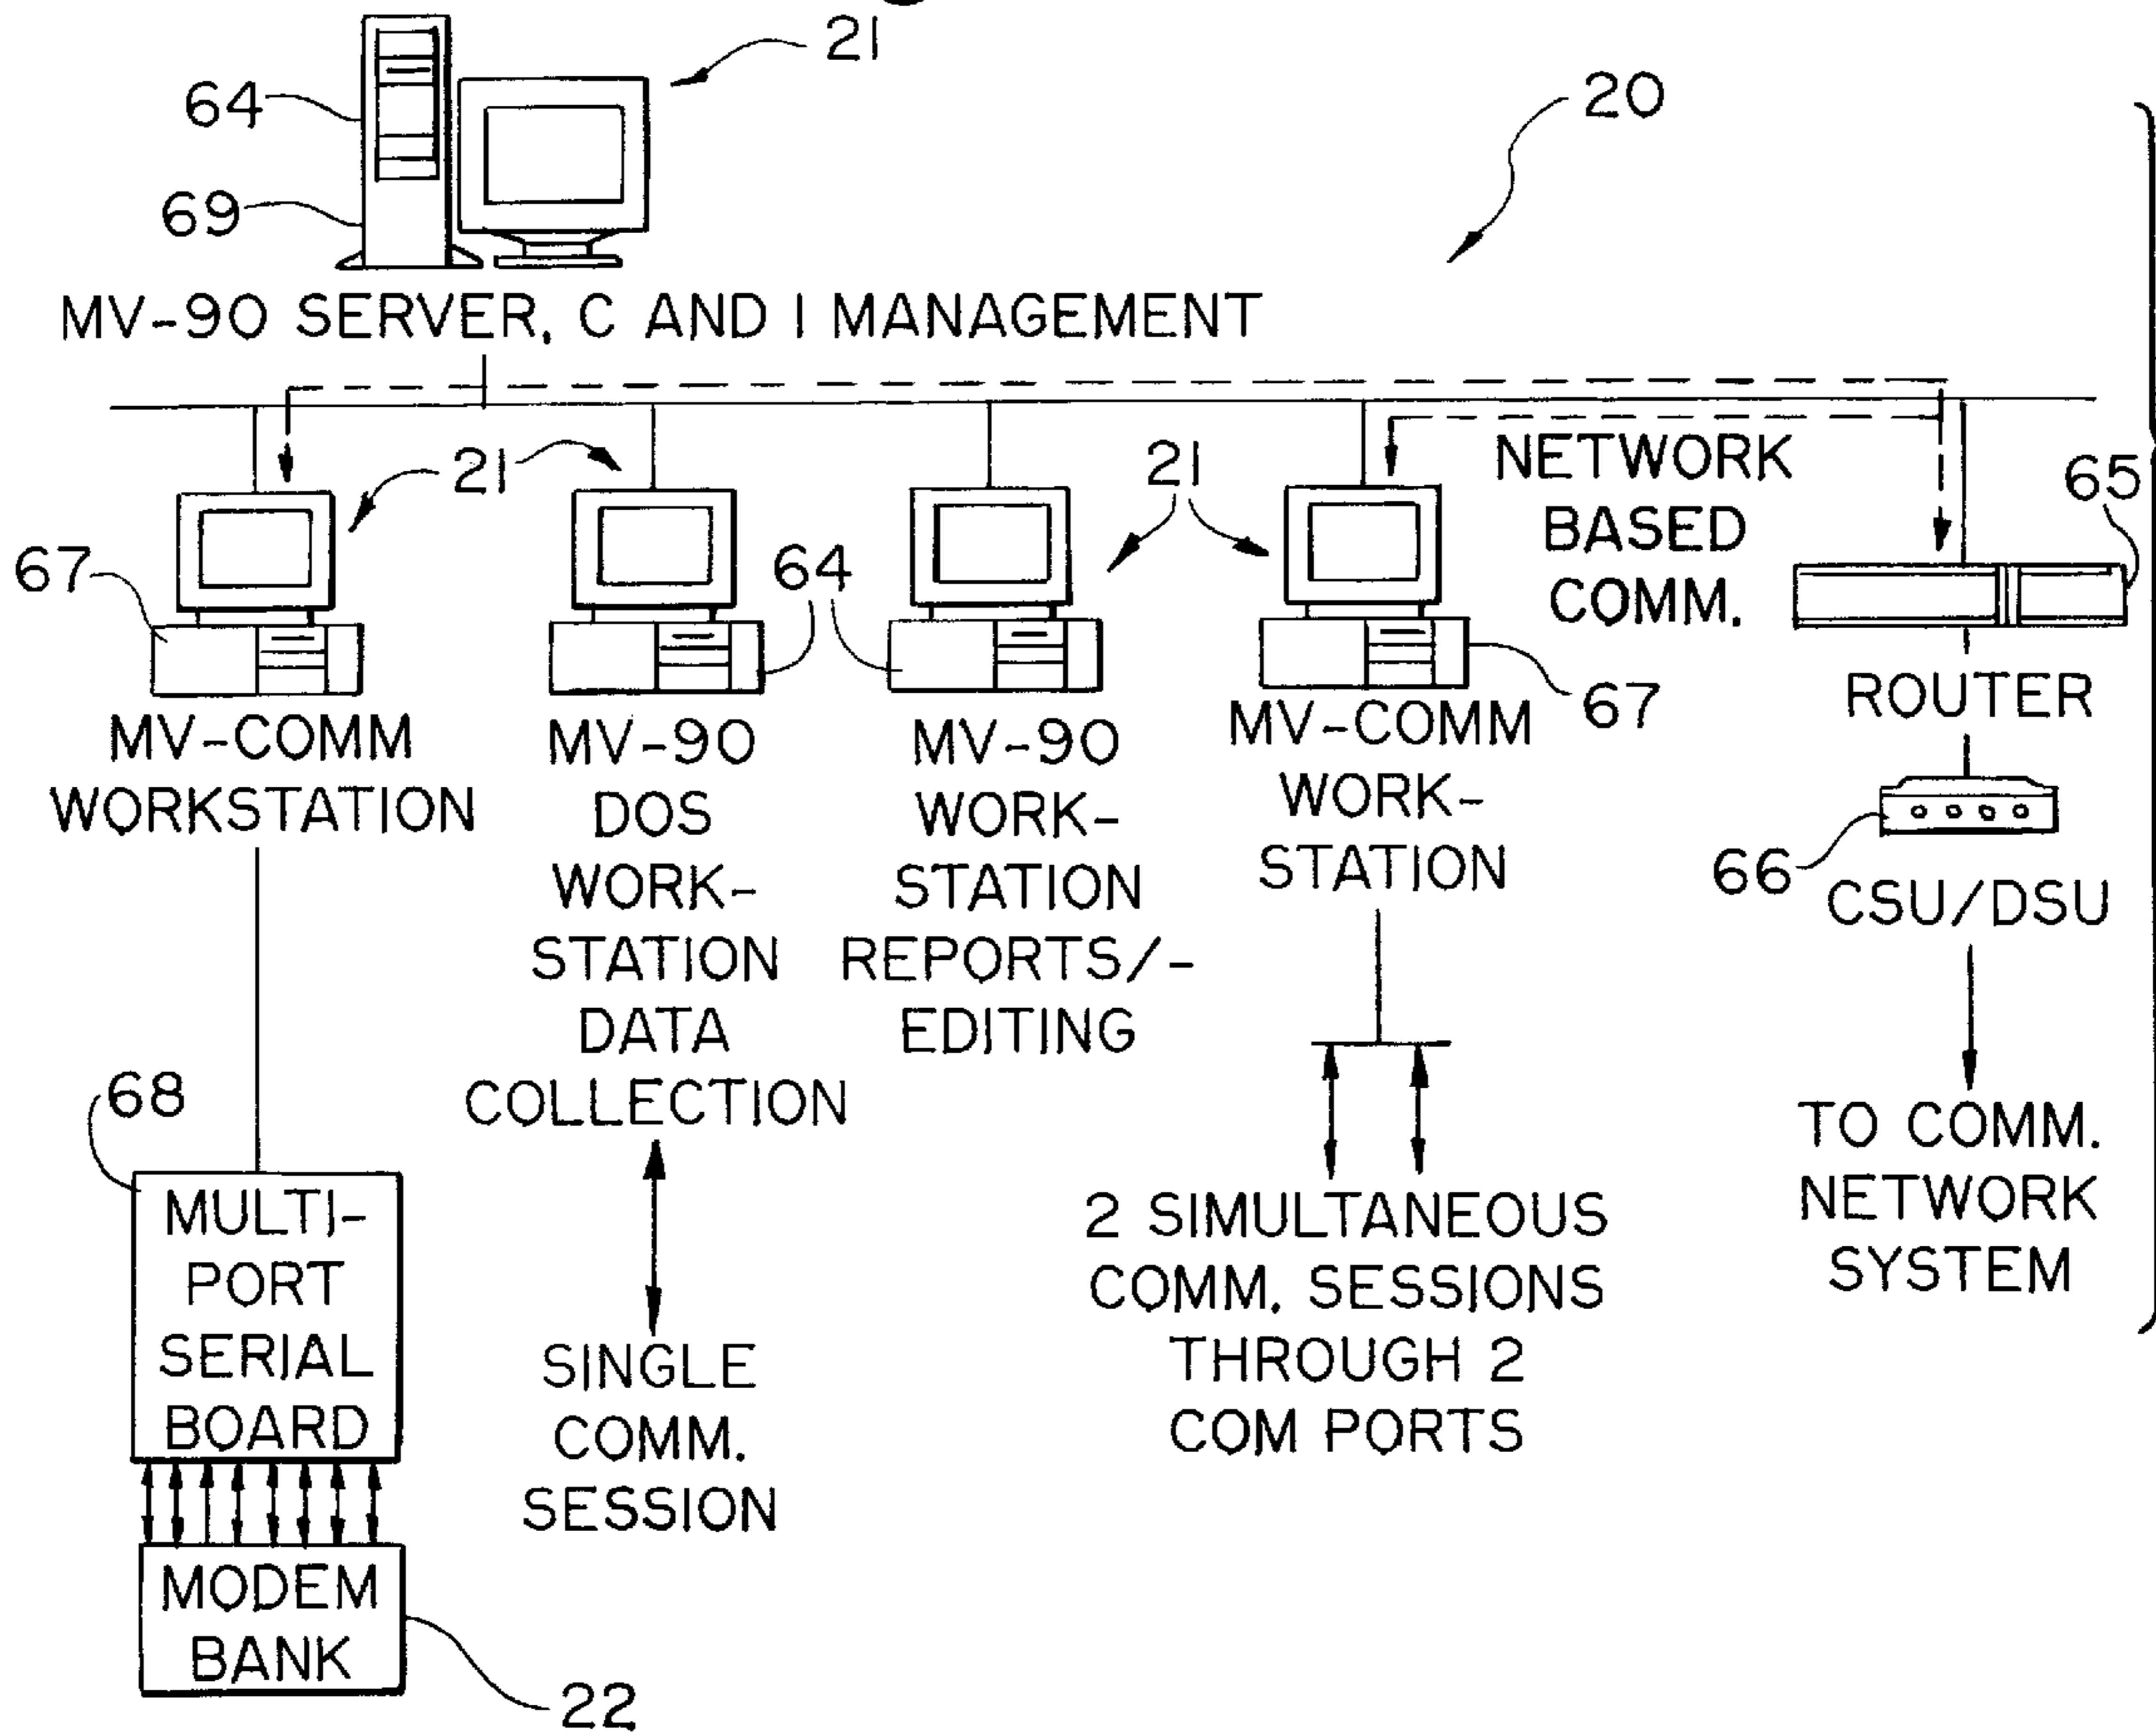 21
64
20
69
MV-90 SERVER, C AND I MANAGEMENT
21
21
NETWORK
BASED
COMM.
65
67
64
67
MV-COMM
WORKSTATION
MV-90
DOS
WORK-
STATION
DATA
COLLECTION
MV-90
WORK-
STATION
REPORTS/-
EDITING
MV-COMM
WORK-
STATION
ROUTER
66
CSU/DSU
68
MULTI-
PORT
SERIAL
BOARD
SINGLE
COMM.
SESSION
2 SIMULTANEOUS
COMM. SESSIONS
THROUGH 2
COM PORTS
TO COMM.
NETWORK
SYSTEM
MODEM
BANK
22